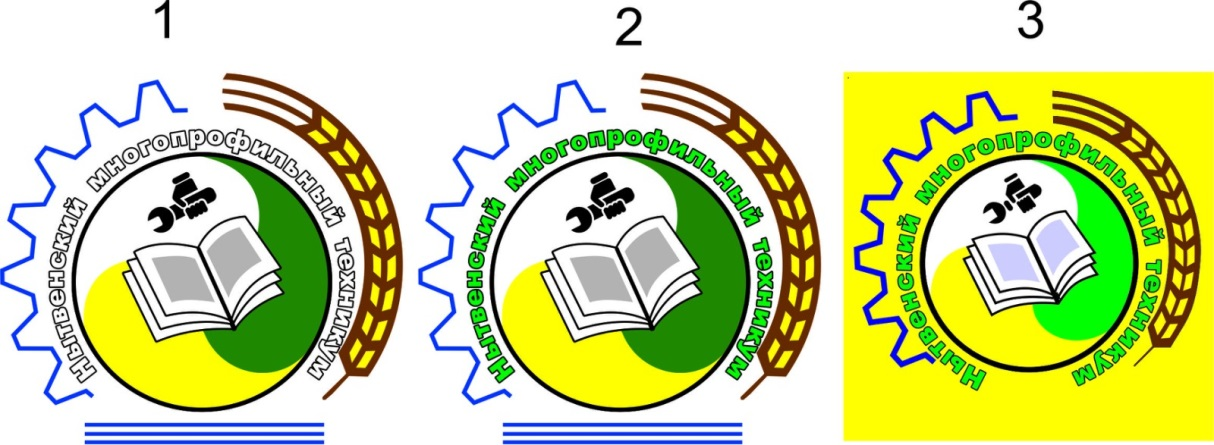 1
2
3
Нытвенский многопрофильный техникум
Нытвенский многопрофильный техникум
Нытвенский многопрофильный техникум